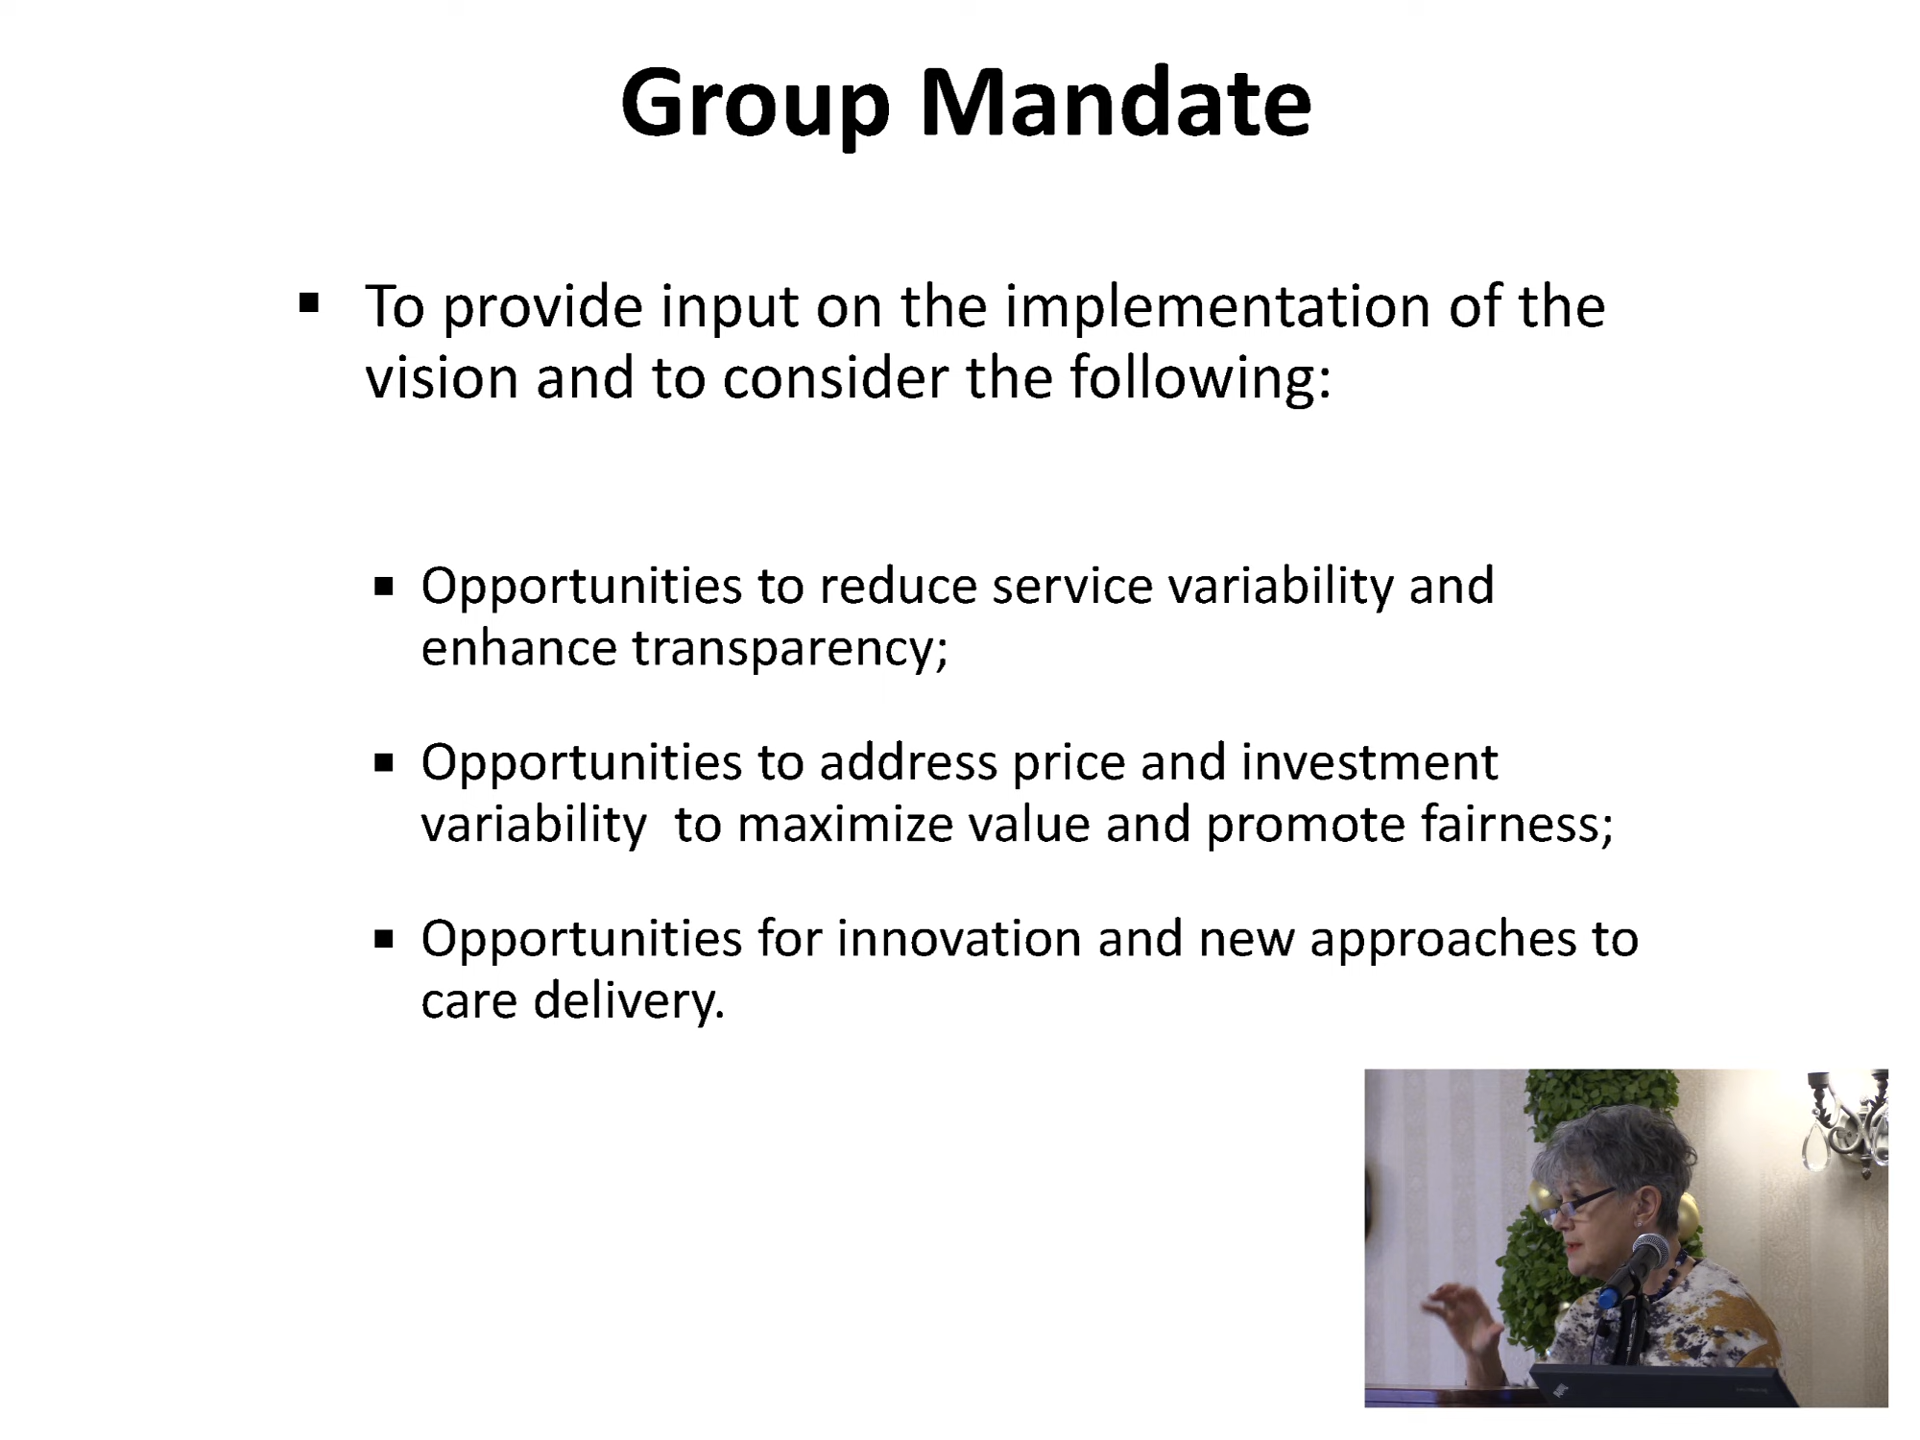 Group Mandate
▪ To provide input on the implementation of the
vision and to consider the following:
▪ Opportunities to reduce service variability and
enhance transparency;
▪ Opportunities to address price and investment
variability  to maximize value and promote fairness;
▪ Opportunities for innovation and new approaches to
care delivery.